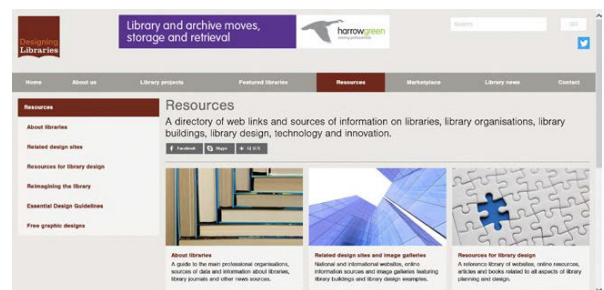 Designing
Libraries
Library and archive moves,
storage and retrieval
harrowgreen
Search
GO
Home
About us
Library projects
Featured libraries
Resources
Marketplace
Library news
Contact
Resources
About libraries
Related design sites
Resources for library design
Reimagining the library
Essential Design Guidelines
Free graphic designs
Resources
A directory of web links and sources of information on libraries, library organisations, library
buildings, library design, technology and innovation.
Facebook
Skype
About libraries
A guide to the main professional organisations,
sources of data and information about libraries,
library journals and other news sources.
Related design sites and image galleries
National and international websites, online
information sources and image galleries featuring
library buildings and library design examples.
Resources for library design
A reference library of websites, online resources,
articles and books related to all aspects of library
planning and design.